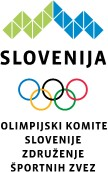 SLOVENIJA
OLIMPIJSKI KOMITE
SLOVENIJE
ZDRUŽENJE
ŠPORTNIH ZVEZ